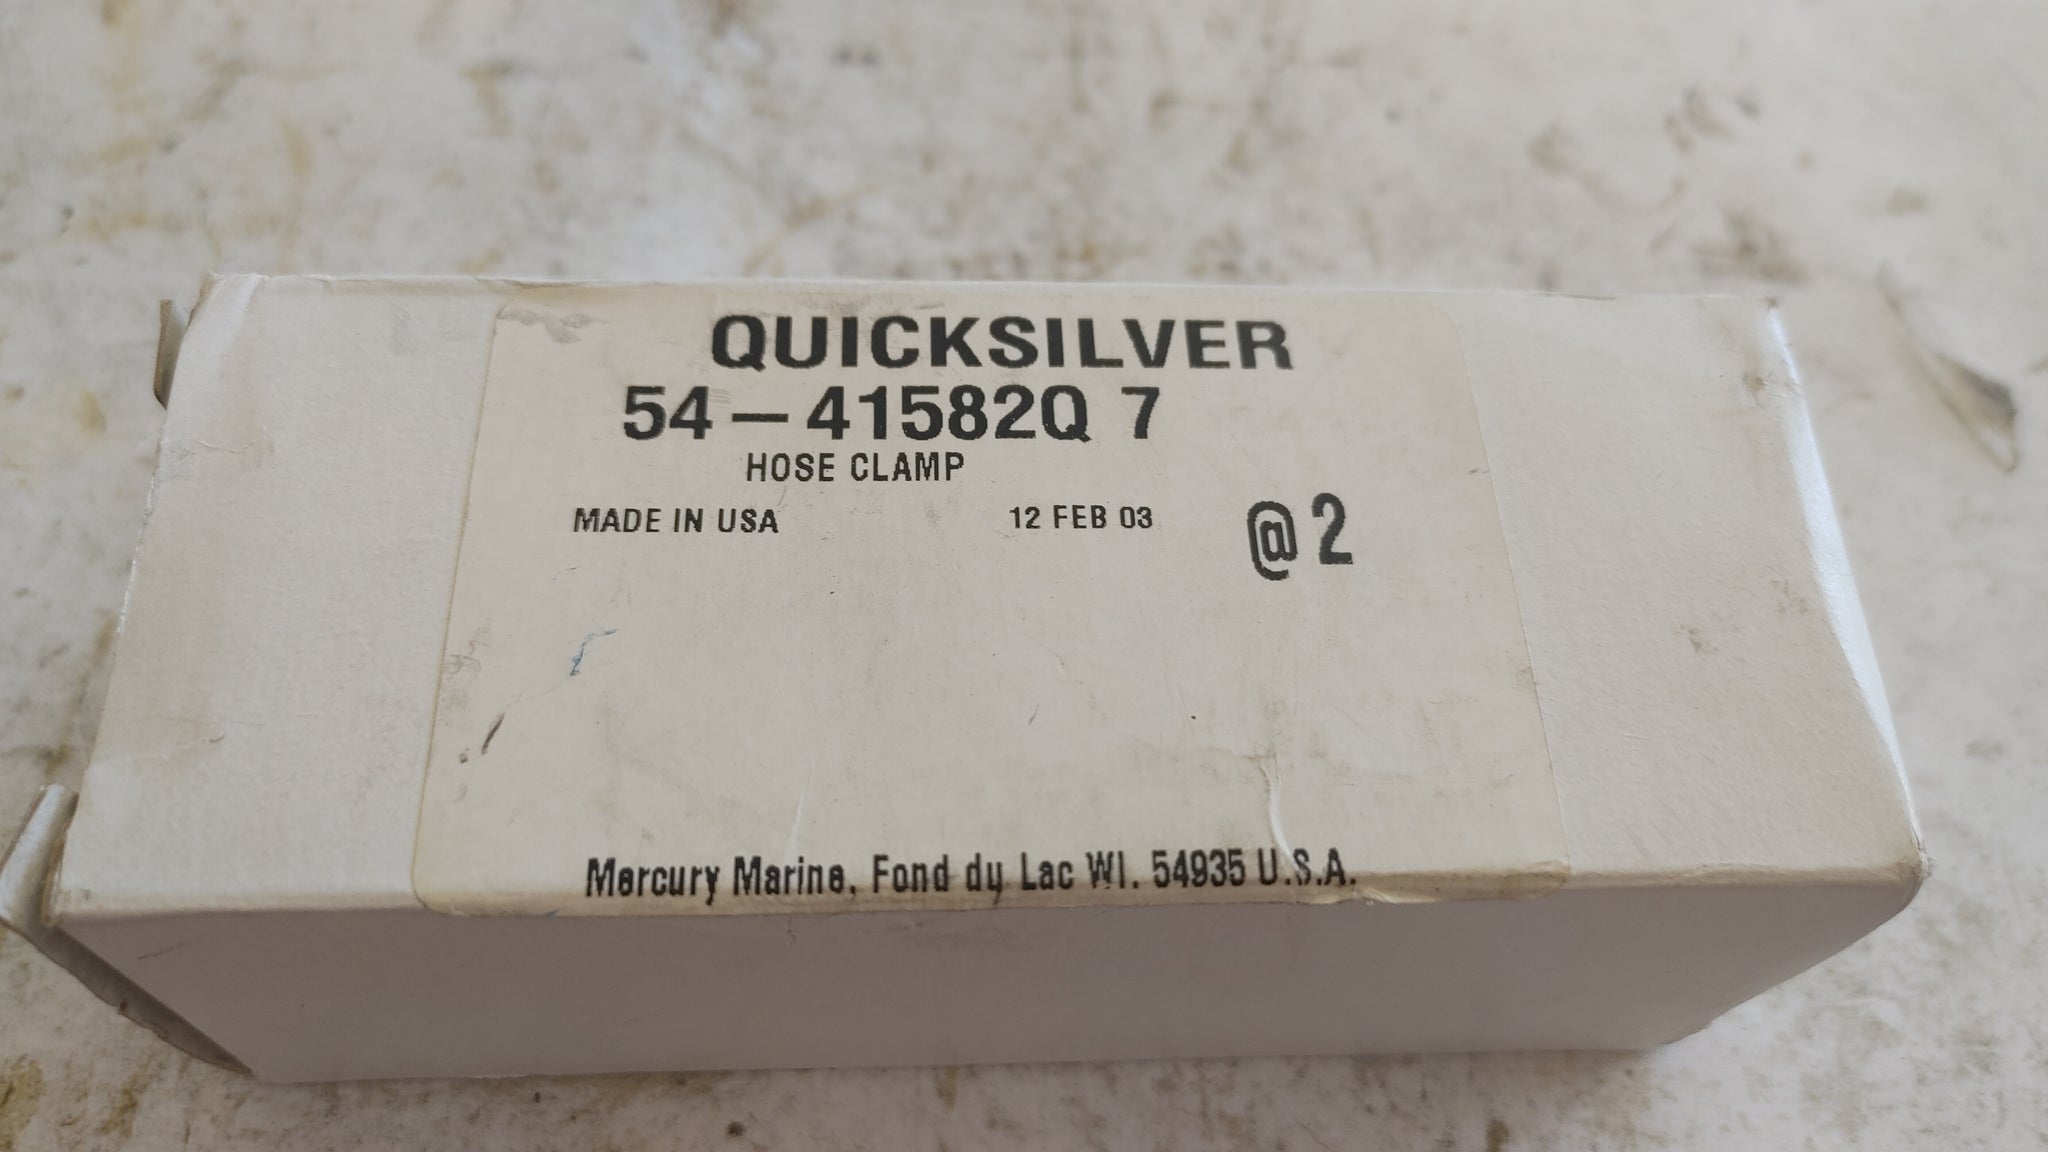 QUICKSILVER
54-41582Q 7
HOSE CLAMP
MADE IN USA 12 FEB 03 @2
Mercury Marine, Fond du Lac WI. 54935 U.S.A.